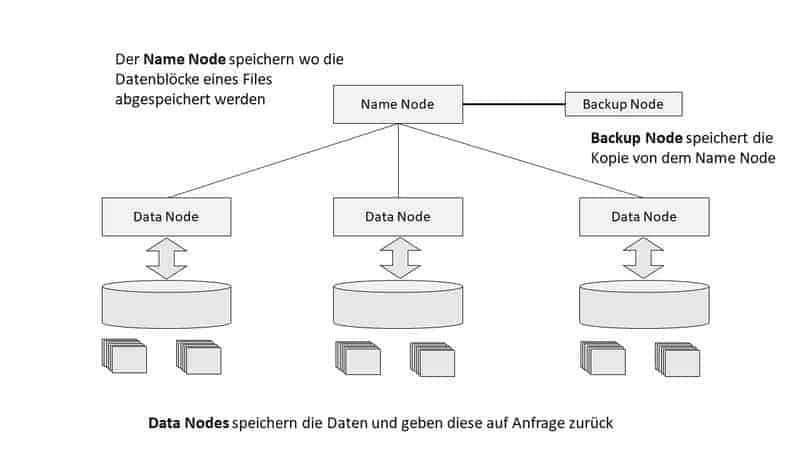 Der Name Node speichern wo die
Datenblöcke eines Files
abgespeichert werden
Name Node
Backup Node
Backup Node speichert die
Kopie von dem Name Node
Data Node
Data Node
Data Node
Data Nodes speichern die Daten und geben diese auf Anfrage zurück